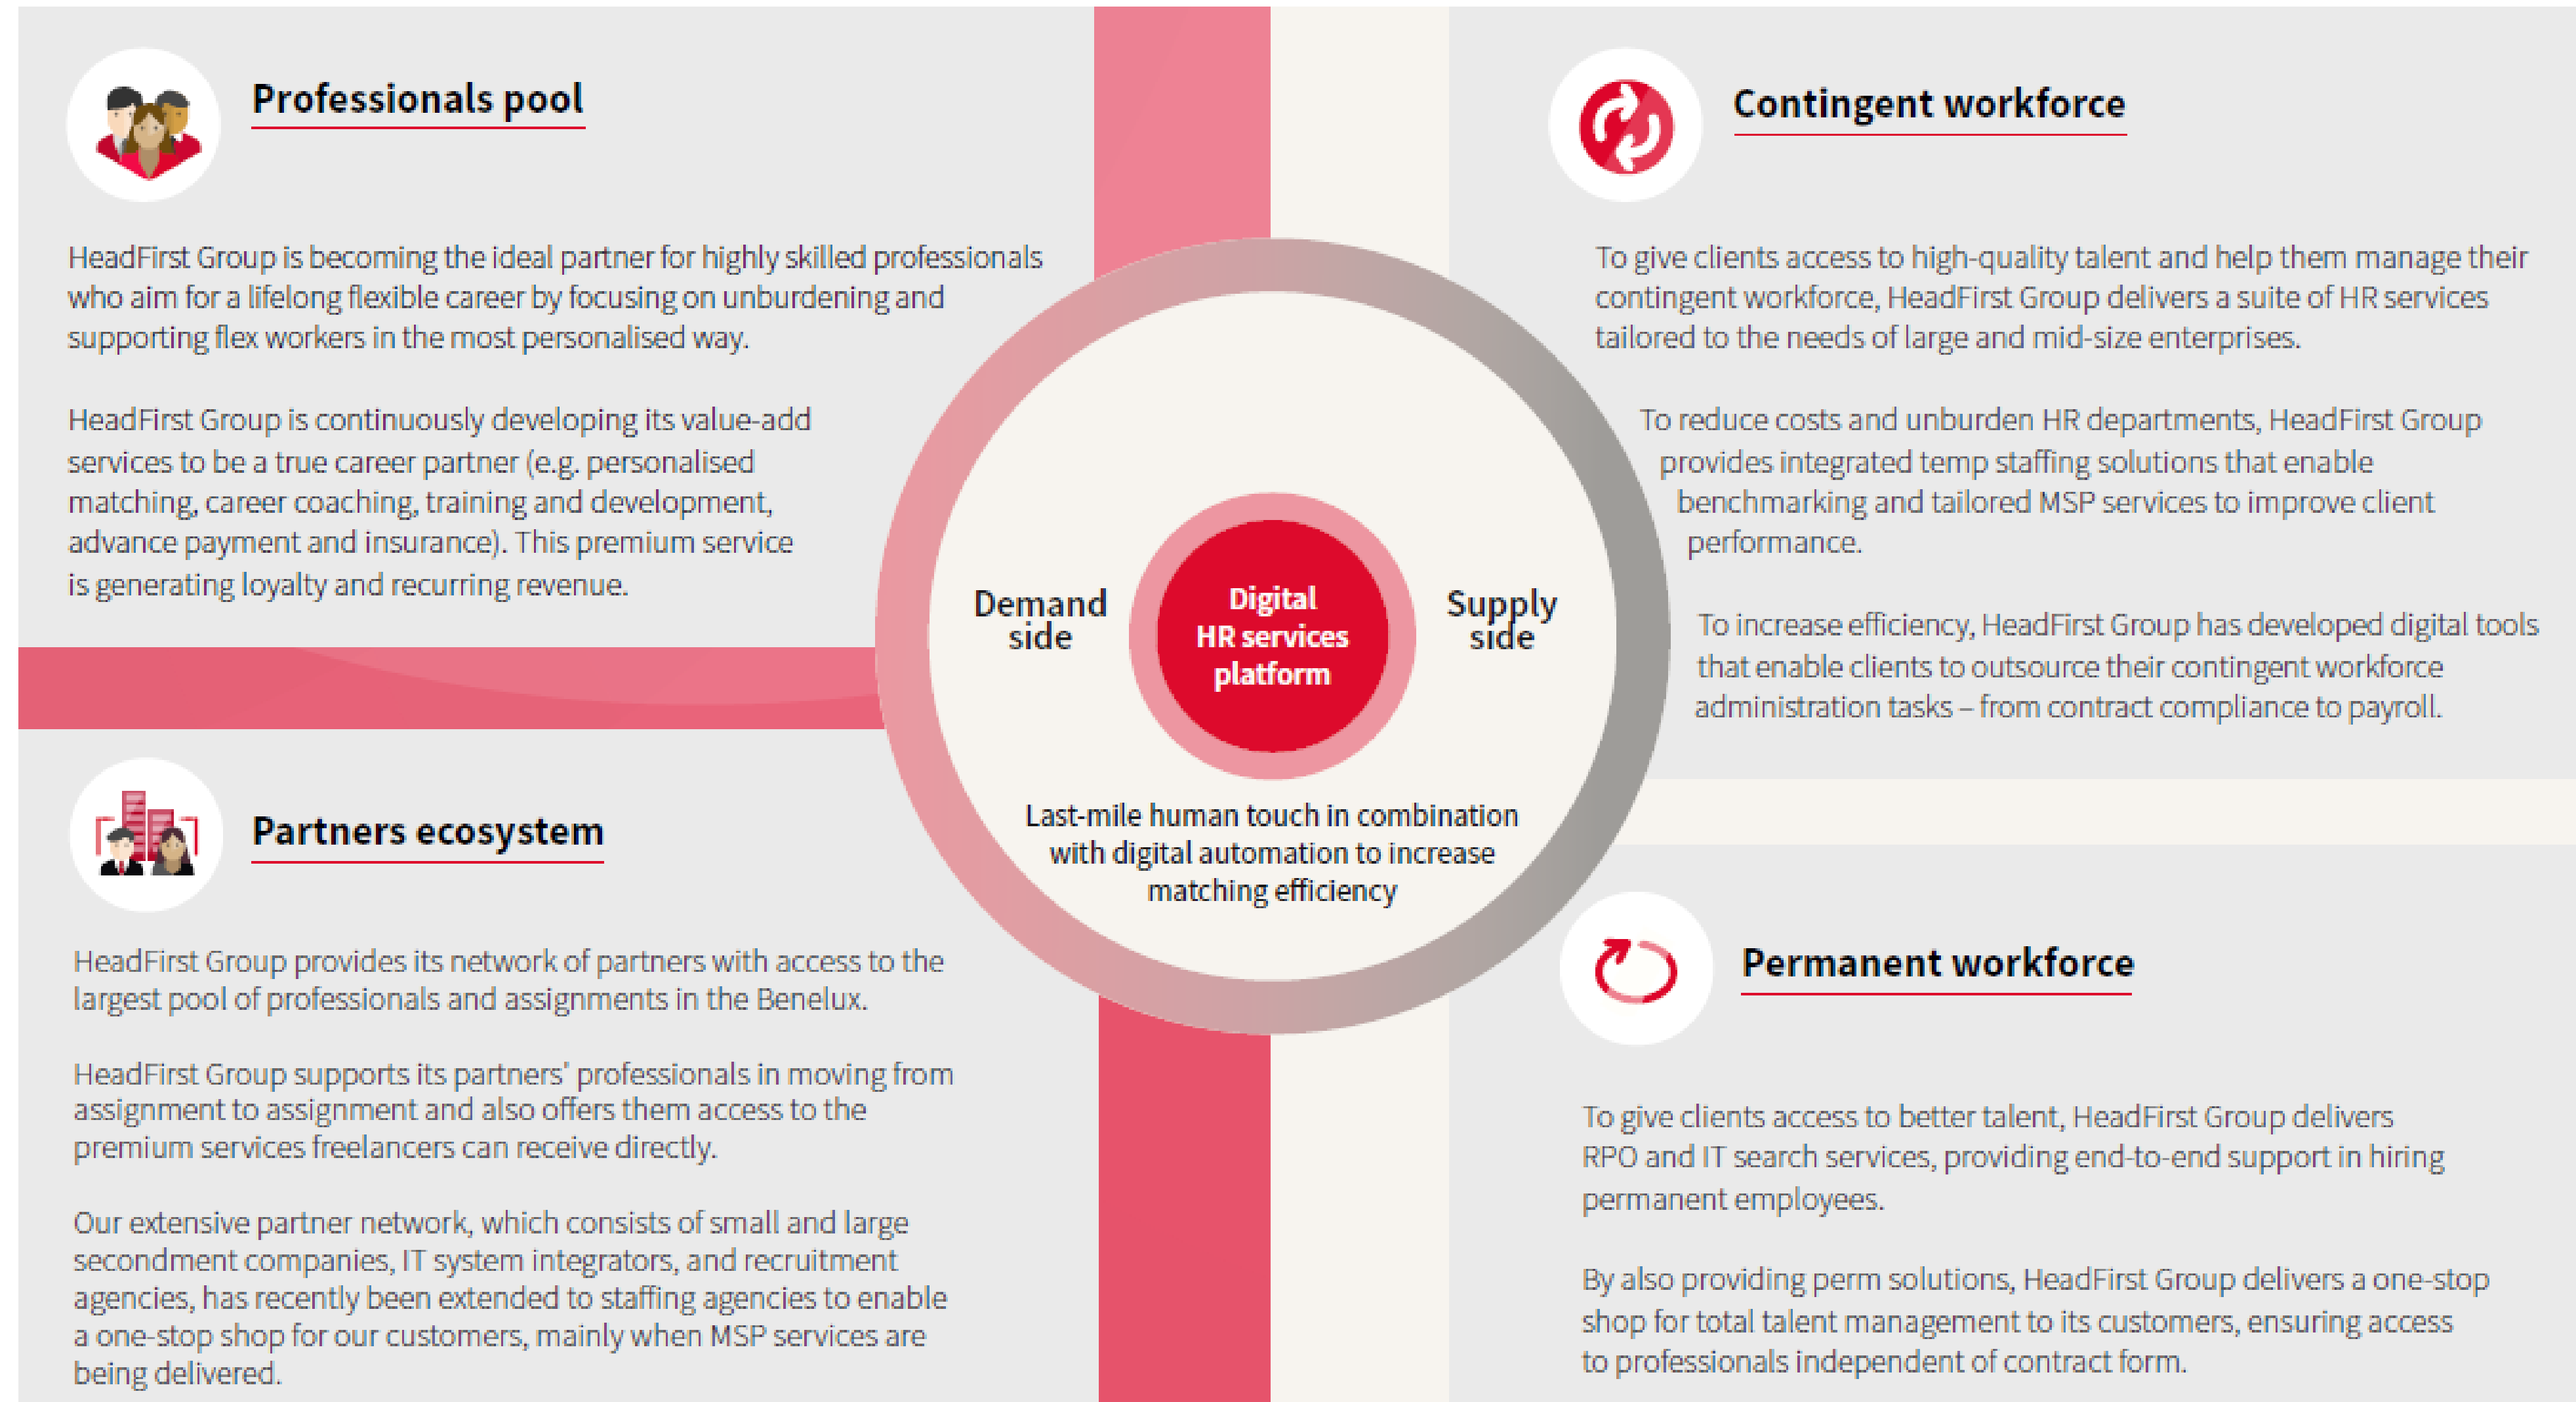 Professionals pool
HeadFirst Group is becoming the ideal partner for highly skilled professionals
who aim for a lifelong flexible career by focusing on unburdening and
supporting flex workers in the most personalised way.
HeadFirst Group is continuously developing its value-add
services to be a true career partner (e.g. personalised
matching, career coaching, training and development,
advance payment and insurance). This premium service
is generating loyalty and recurring revenue.
Contingent workforce
To give clients access to high-quality talent and help them manage their
contingent workforce, HeadFirst Group delivers a suite of HR services
tailored to the needs of large and mid-size enterprises.
To reduce costs and unburden HR departments, HeadFirst Group
provides integrated temp staffing solutions that enable
benchmarking and tailored MSP services to improve client
performance.
To increase efficiency, HeadFirst Group has developed digital tools
that enable clients to outsource their contingent workforce
administration tasks – from contract compliance to payroll.
Demand
side
Digital
HR services
platform
Supply
side
Last-mile human touch in combination
with digital automation to increase
matching efficiency
Partners ecosystem
HeadFirst Group provides its network of partners with access to the
largest pool of professionals and assignments in the Benelux.
HeadFirst Group supports its partners' professionals in moving from
assignment to assignment and also offers them access to the
premium services freelancers can receive directly.
Our extensive partner network, which consists of small and large
secondment companies, IT system integrators, and recruitment
agencies, has recently been extended to staffing agencies to enable
a one-stop shop for our customers, mainly when MSP services are
being delivered.
Permanent workforce
To give clients access to better talent, HeadFirst Group delivers
RPO and IT search services, providing end-to-end support in hiring
permanent employees.
By also providing perm solutions, HeadFirst Group delivers a one-stop
shop for total talent management to its customers, ensuring access
to professionals independent of contract form.